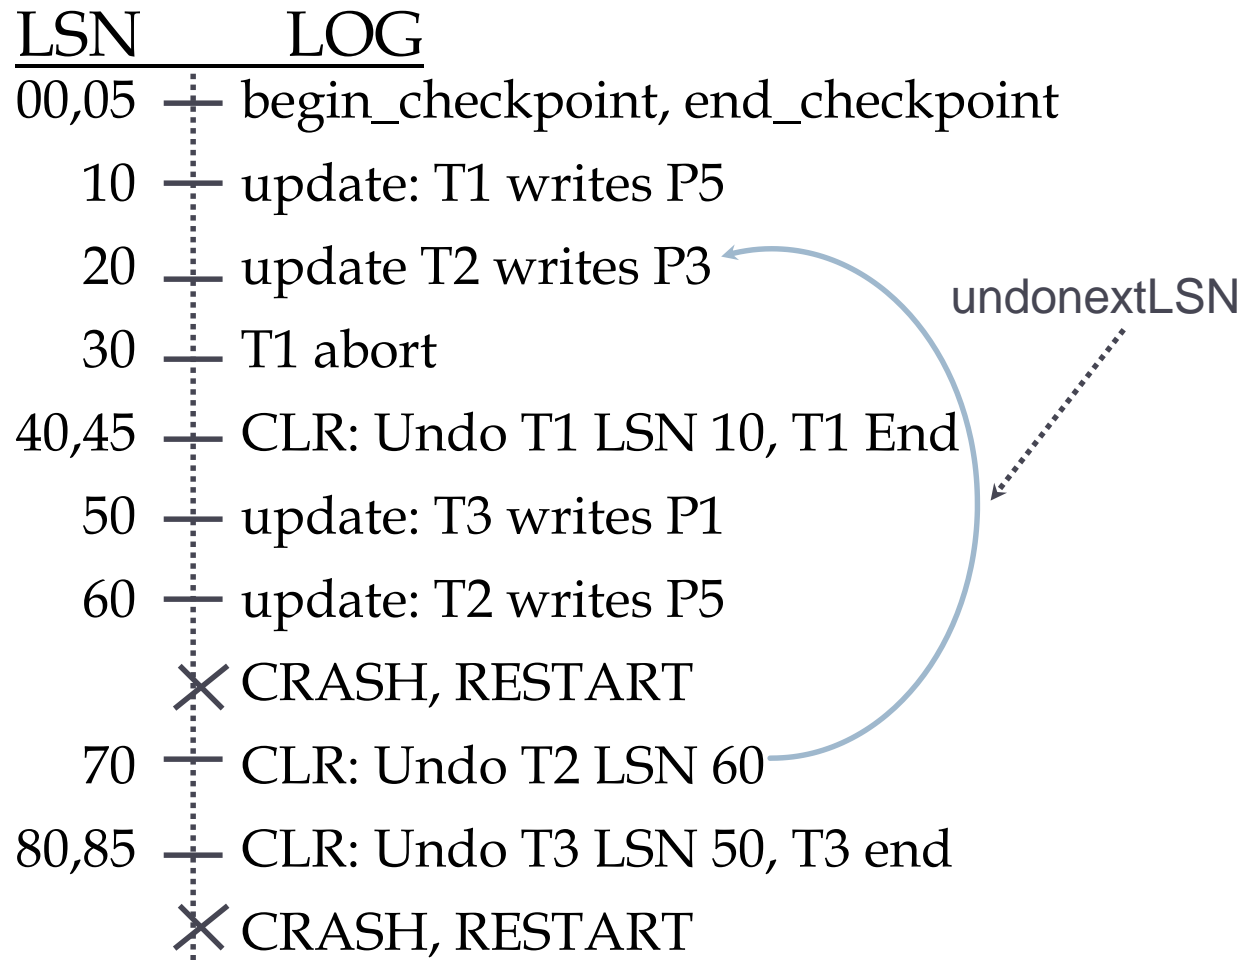 LSN LOG
00,05 begin_checkpoint, end_checkpoint
10 update: T1 writes P5
20 update T2 writes P3
undonextLSN
30 T1 abort
40,45 CLR: Undo T1 LSN 10, T1 End
50 update: T3 writes P1
60 update: T2 writes P5
CRASH, RESTART
70 CLR: Undo T2 LSN 60
80,85 CLR: Undo T3 LSN 50, T3 end
CRASH, RESTART